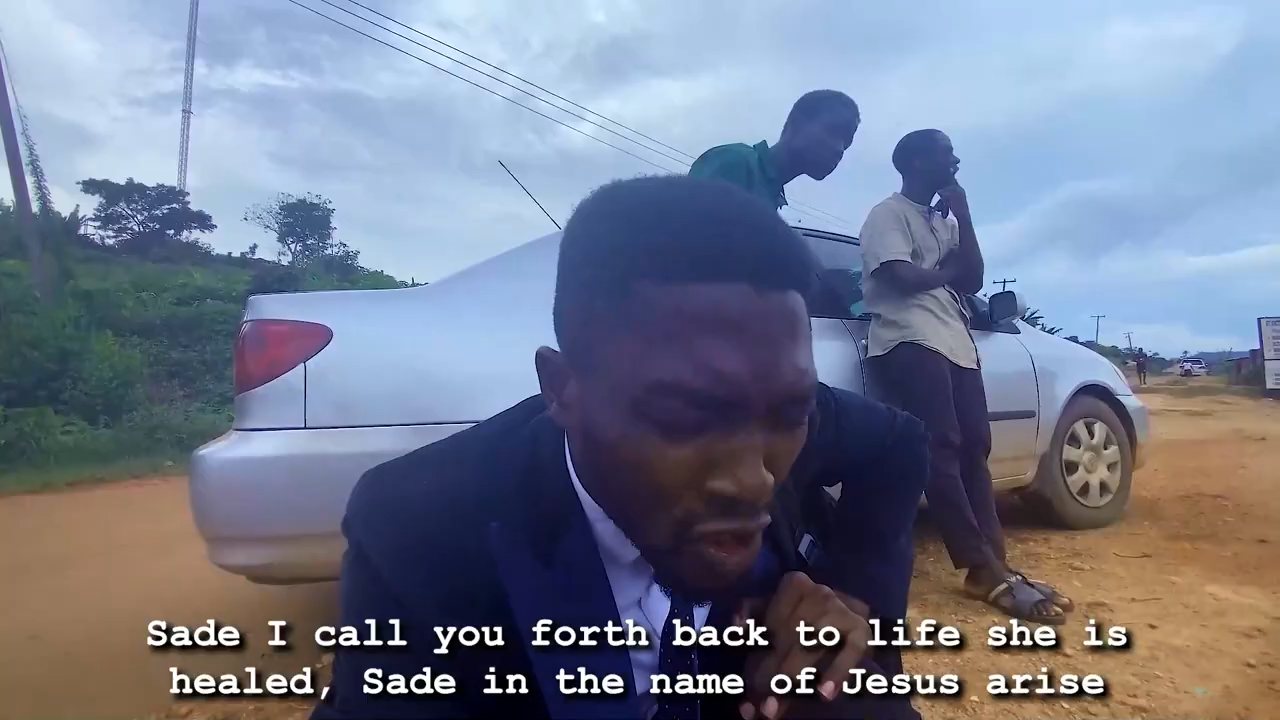 Sade I call you forth back to life she is
healed, Sade in the name of Jesus arise